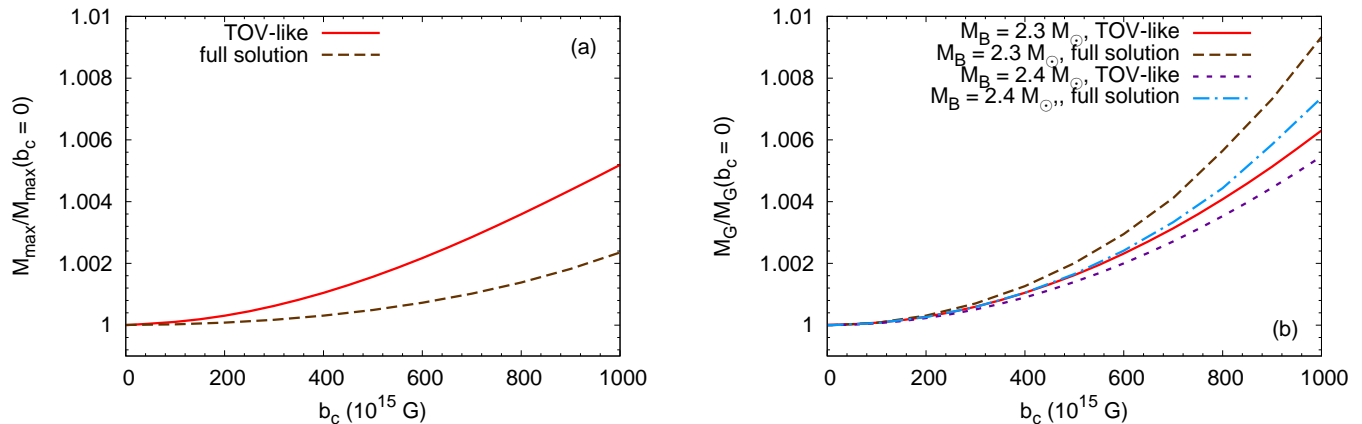 1.01
1.008
1.006
1.004
1.002
1
M_max/M_max(b_c = 0)
TOV-like
full solution
(a)
0 200 400 600 800 1000
b_c (10^15 G)
1.01
1.008
1.006
1.004
1.002
1
M_G/M_G(b_c = 0)
M_B = 2.3 M_☉, TOV-like
M_B = 2.3 M_☉, full solution
M_B = 2.4 M_☉, TOV-like
M_B = 2.4 M_☉,, full solution
(b)
0 200 400 600 800 1000
b_c (10^15 G)